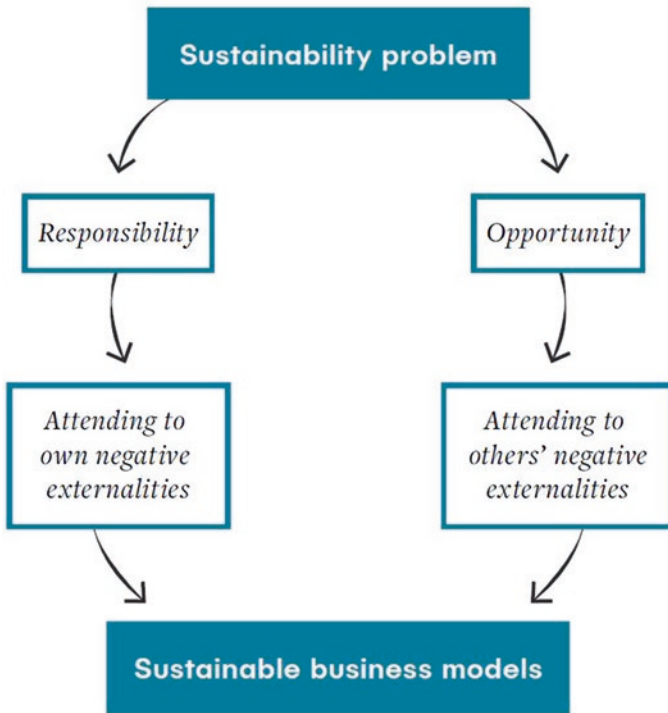 Sustainability problem
Responsibility
Opportunity
Attending to
own negative
externalities
Attending to
others’ negative
externalities
Sustainable business models